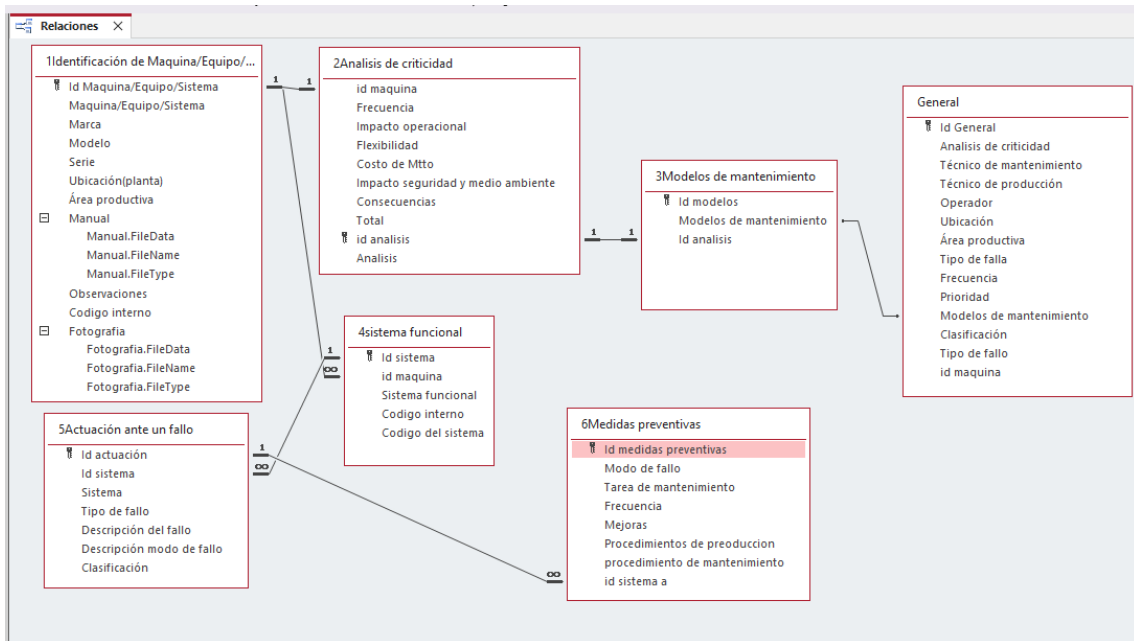 Relaciones
1Identificación de Maquina/Equipo/...
Id Maquina/Equipo/Sistema
Maquina/Equipo/Sistema
Marca
Modelo
Serie
Ubicación(planta)
Área productiva
Manual
Manual.FileData
Manual.FileName
Manual.FileType
Observaciones
Codigo interno
Fotografia
Fotografia.FileData
Fotografia.FileName
Fotografia.FileType
2Analisis de criticidad
id maquina
Frecuencia
Impacto operacional
Flexibilidad
Costo de Mtto
Impacto seguridad y medio ambiente
Consecuencias
Total
id analisis
Analisis
3Modelos de mantenimiento
Id modelos
Modelos de mantenimiento
Id analisis
General
Id General
Analisis de criticidad
Técnico de mantenimiento
Técnico de producción
Operador
Ubicación
Área productiva
Tipo de falla
Frecuencia
Prioridad
Modelos de mantenimiento
Clasificación
Tipo de fallo
id maquina
4sistema funcional
Id sistema
id maquina
Sistema funcional
Codigo interno
Codigo del sistema
5Actuación ante un fallo
Id actuación
Id sistema
Sistema
Tipo de fallo
Descripción del fallo
Descripción modo de fallo
Clasificación
6Medidas preventivas
Id medidas preventivas
Modo de fallo
Tarea de mantenimiento
Frecuencia
Mejoras
Procedimientos de preoduccion
procedimiento de mantenimiento
id sistema a
1
1
1
1
1
∞
1
∞
∞